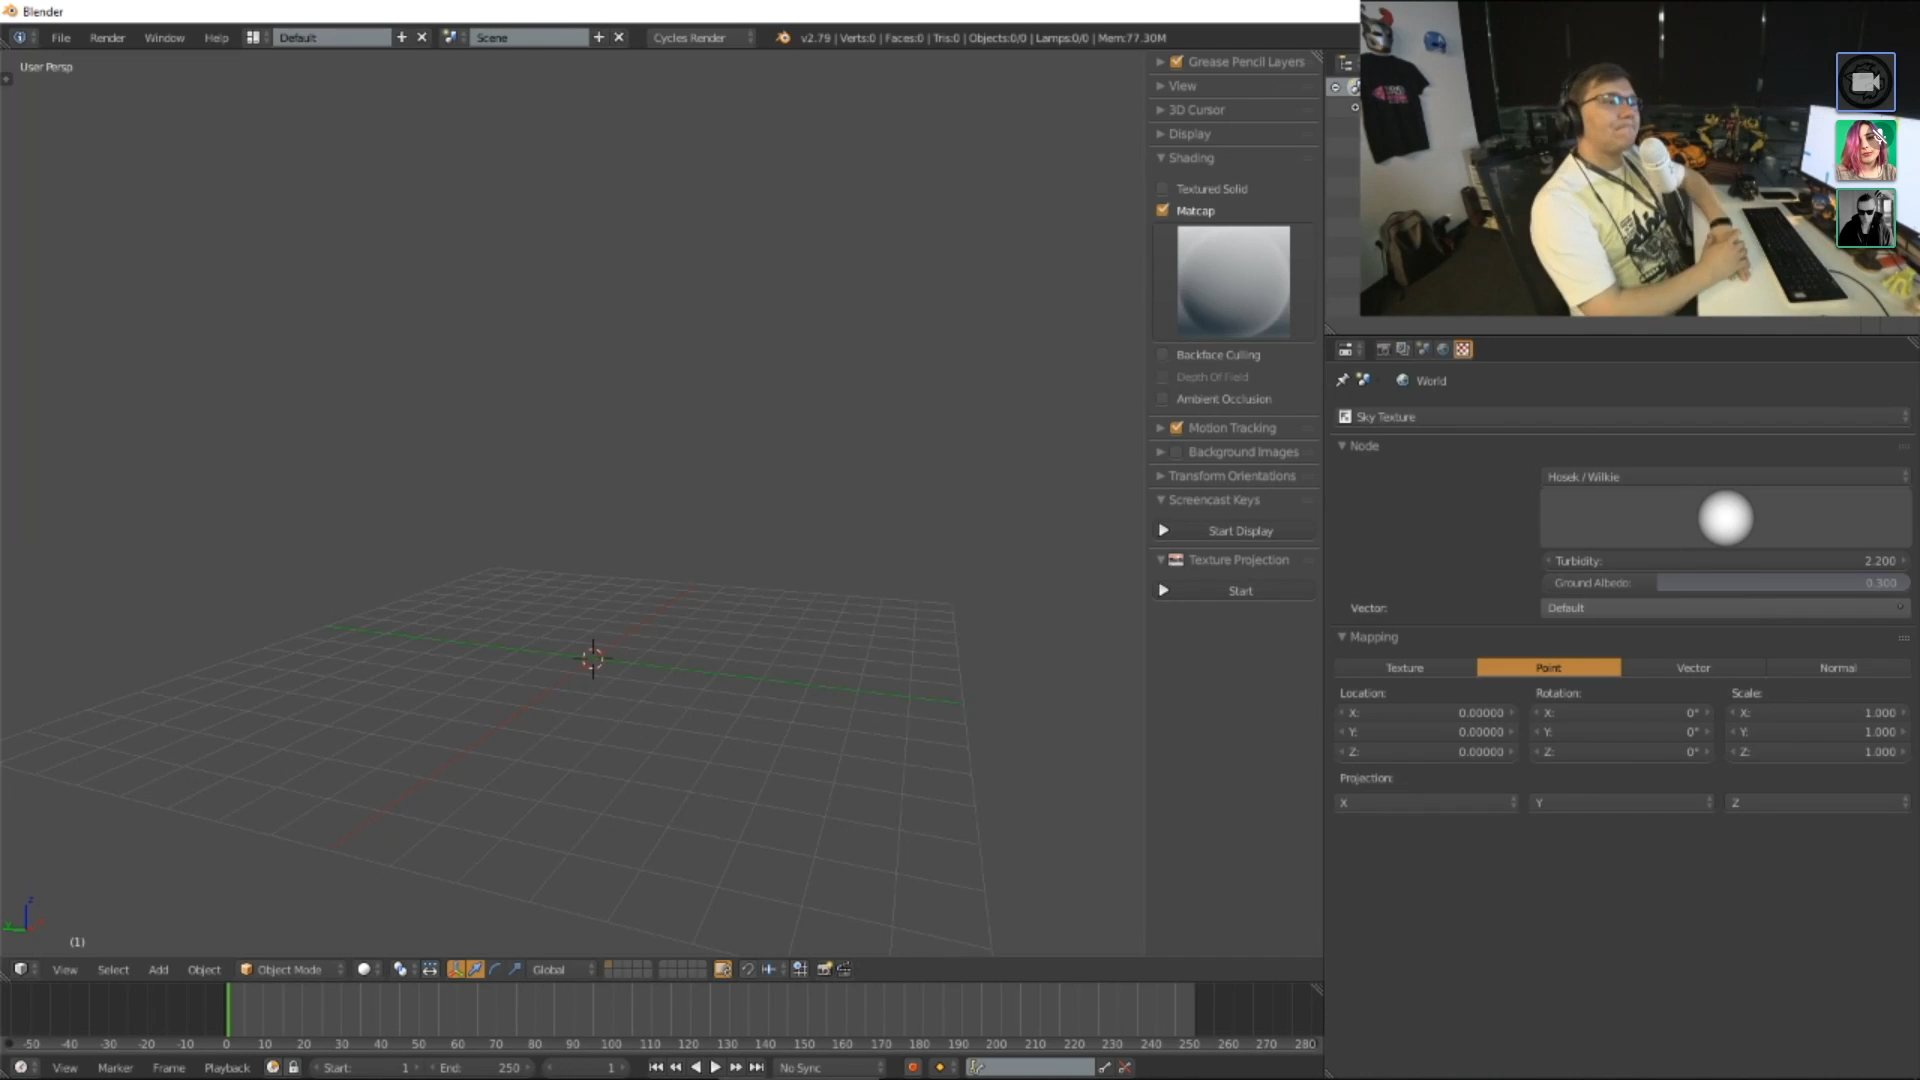 Blender
File Render Window Help Default Scene Cycles Render v2.79 | Verts:0 | Faces:0 | Tris:0 | Objects:0/0 | Lamps:0/0 | Mem:77.30M
User Persp
Grease Pencil Layers
View
3D Cursor
Display
Shading
Textured Solid
Matcap
Backface Culling
Depth Of Field
Ambient Occlusion
Motion Tracking
Background Images
Transform Orientations
Screencast Keys
Start Display
Texture Projection
Start
World
Sky Texture
Node
Hosek / Wilkie
Turbidity: 2.200
Ground Albedo: 0.300
Vector: Default
Mapping
Texture Point Vector Normal
Location: Rotation: Scale:
X: 0.00000 X: 0° X: 1.000
Y: 0.00000 Y: 0° Y: 1.000
Z: 0.00000 Z: 0° Z: 1.000
Projection:
X Y Z
z
(1)
View Select Add Object Object Mode Global
-50 -40 -30 -20 -10 0 10 20 30 40 50 60 70 80 90 100 110 120 130 140 150 160 170 180 190 200 210 220 230 240 250 260 270 280
View Marker Frame Playback Start: 1 End: 250 1 No Sync